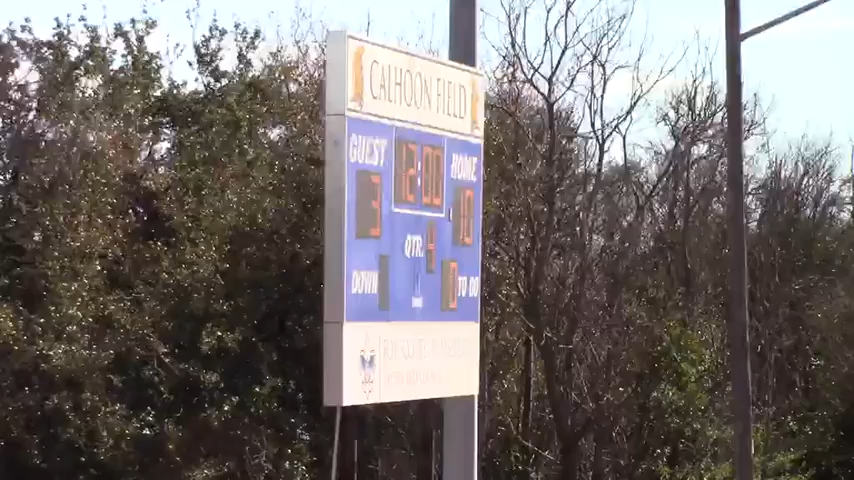 CALHOON FIELD
GUEST 12:00 HOME
3 10
QTR. 4
DOWN 0 TO GO